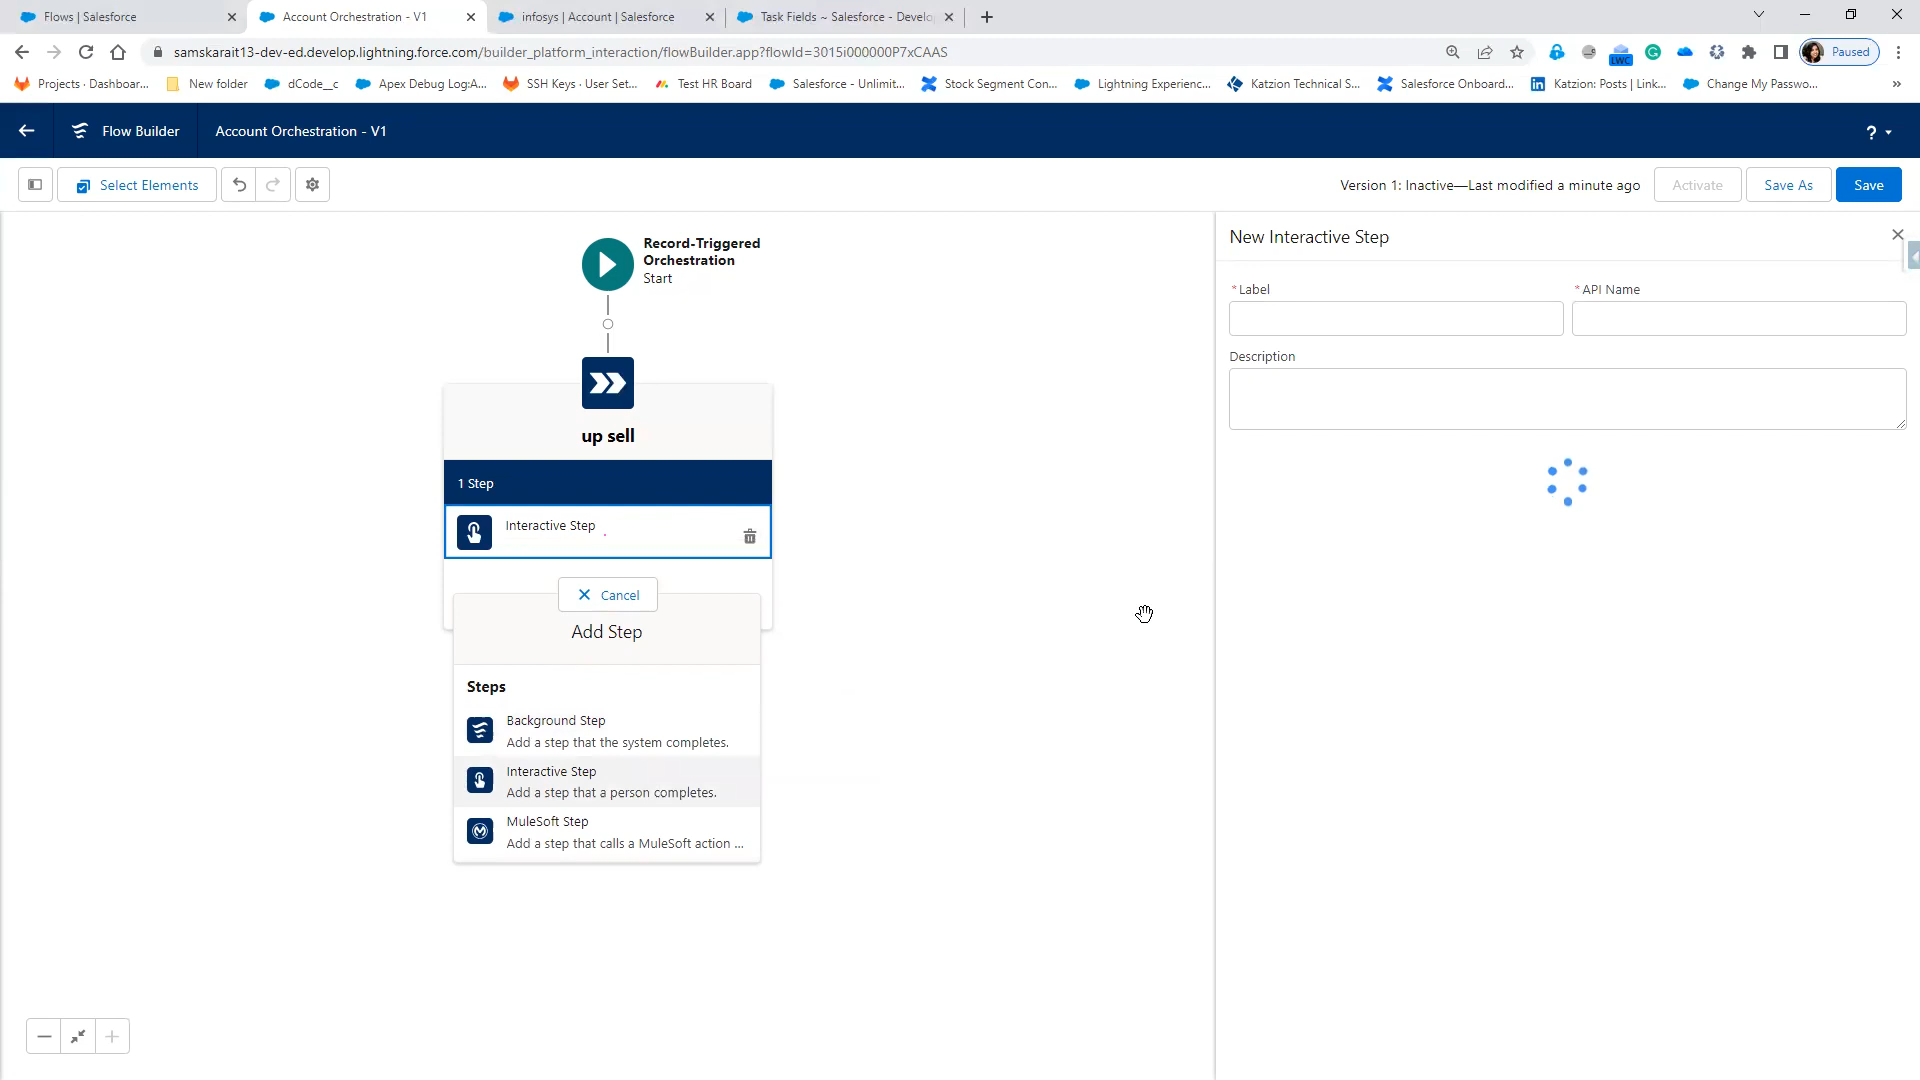 Flows | Salesforce
Account Orchestration - V1
infosys | Account | Salesforce
Task Fields ~ Salesforce - Develo
samskarait13-dev-ed.develop.lightning.force.com/builder_platform_interaction/flowBuilder.app?flowId=3015i000000P7xCAAS
LWC
Paused
Projects · Dashboar...
New folder
dCode__c
Apex Debug Log:A...
SSH Keys · User Set...
Test HR Board
Salesforce - Unlimit...
Stock Segment Con...
Lightning Experienc...
Katzion Technical S...
Salesforce Onboard...
Katzion: Posts | Link...
Change My Passwo...
»
Flow Builder
Account Orchestration - V1
?
Select Elements
Version 1: Inactive—Last modified a minute ago
Activate
Save As
Save
Record-Triggered
Orchestration
Start
up sell
1 Step
Interactive Step
Cancel
Add Step
Steps
Background Step
Add a step that the system completes.
Interactive Step
Add a step that a person completes.
MuleSoft Step
Add a step that calls a MuleSoft action ...
New Interactive Step
* Label
* API Name
Description